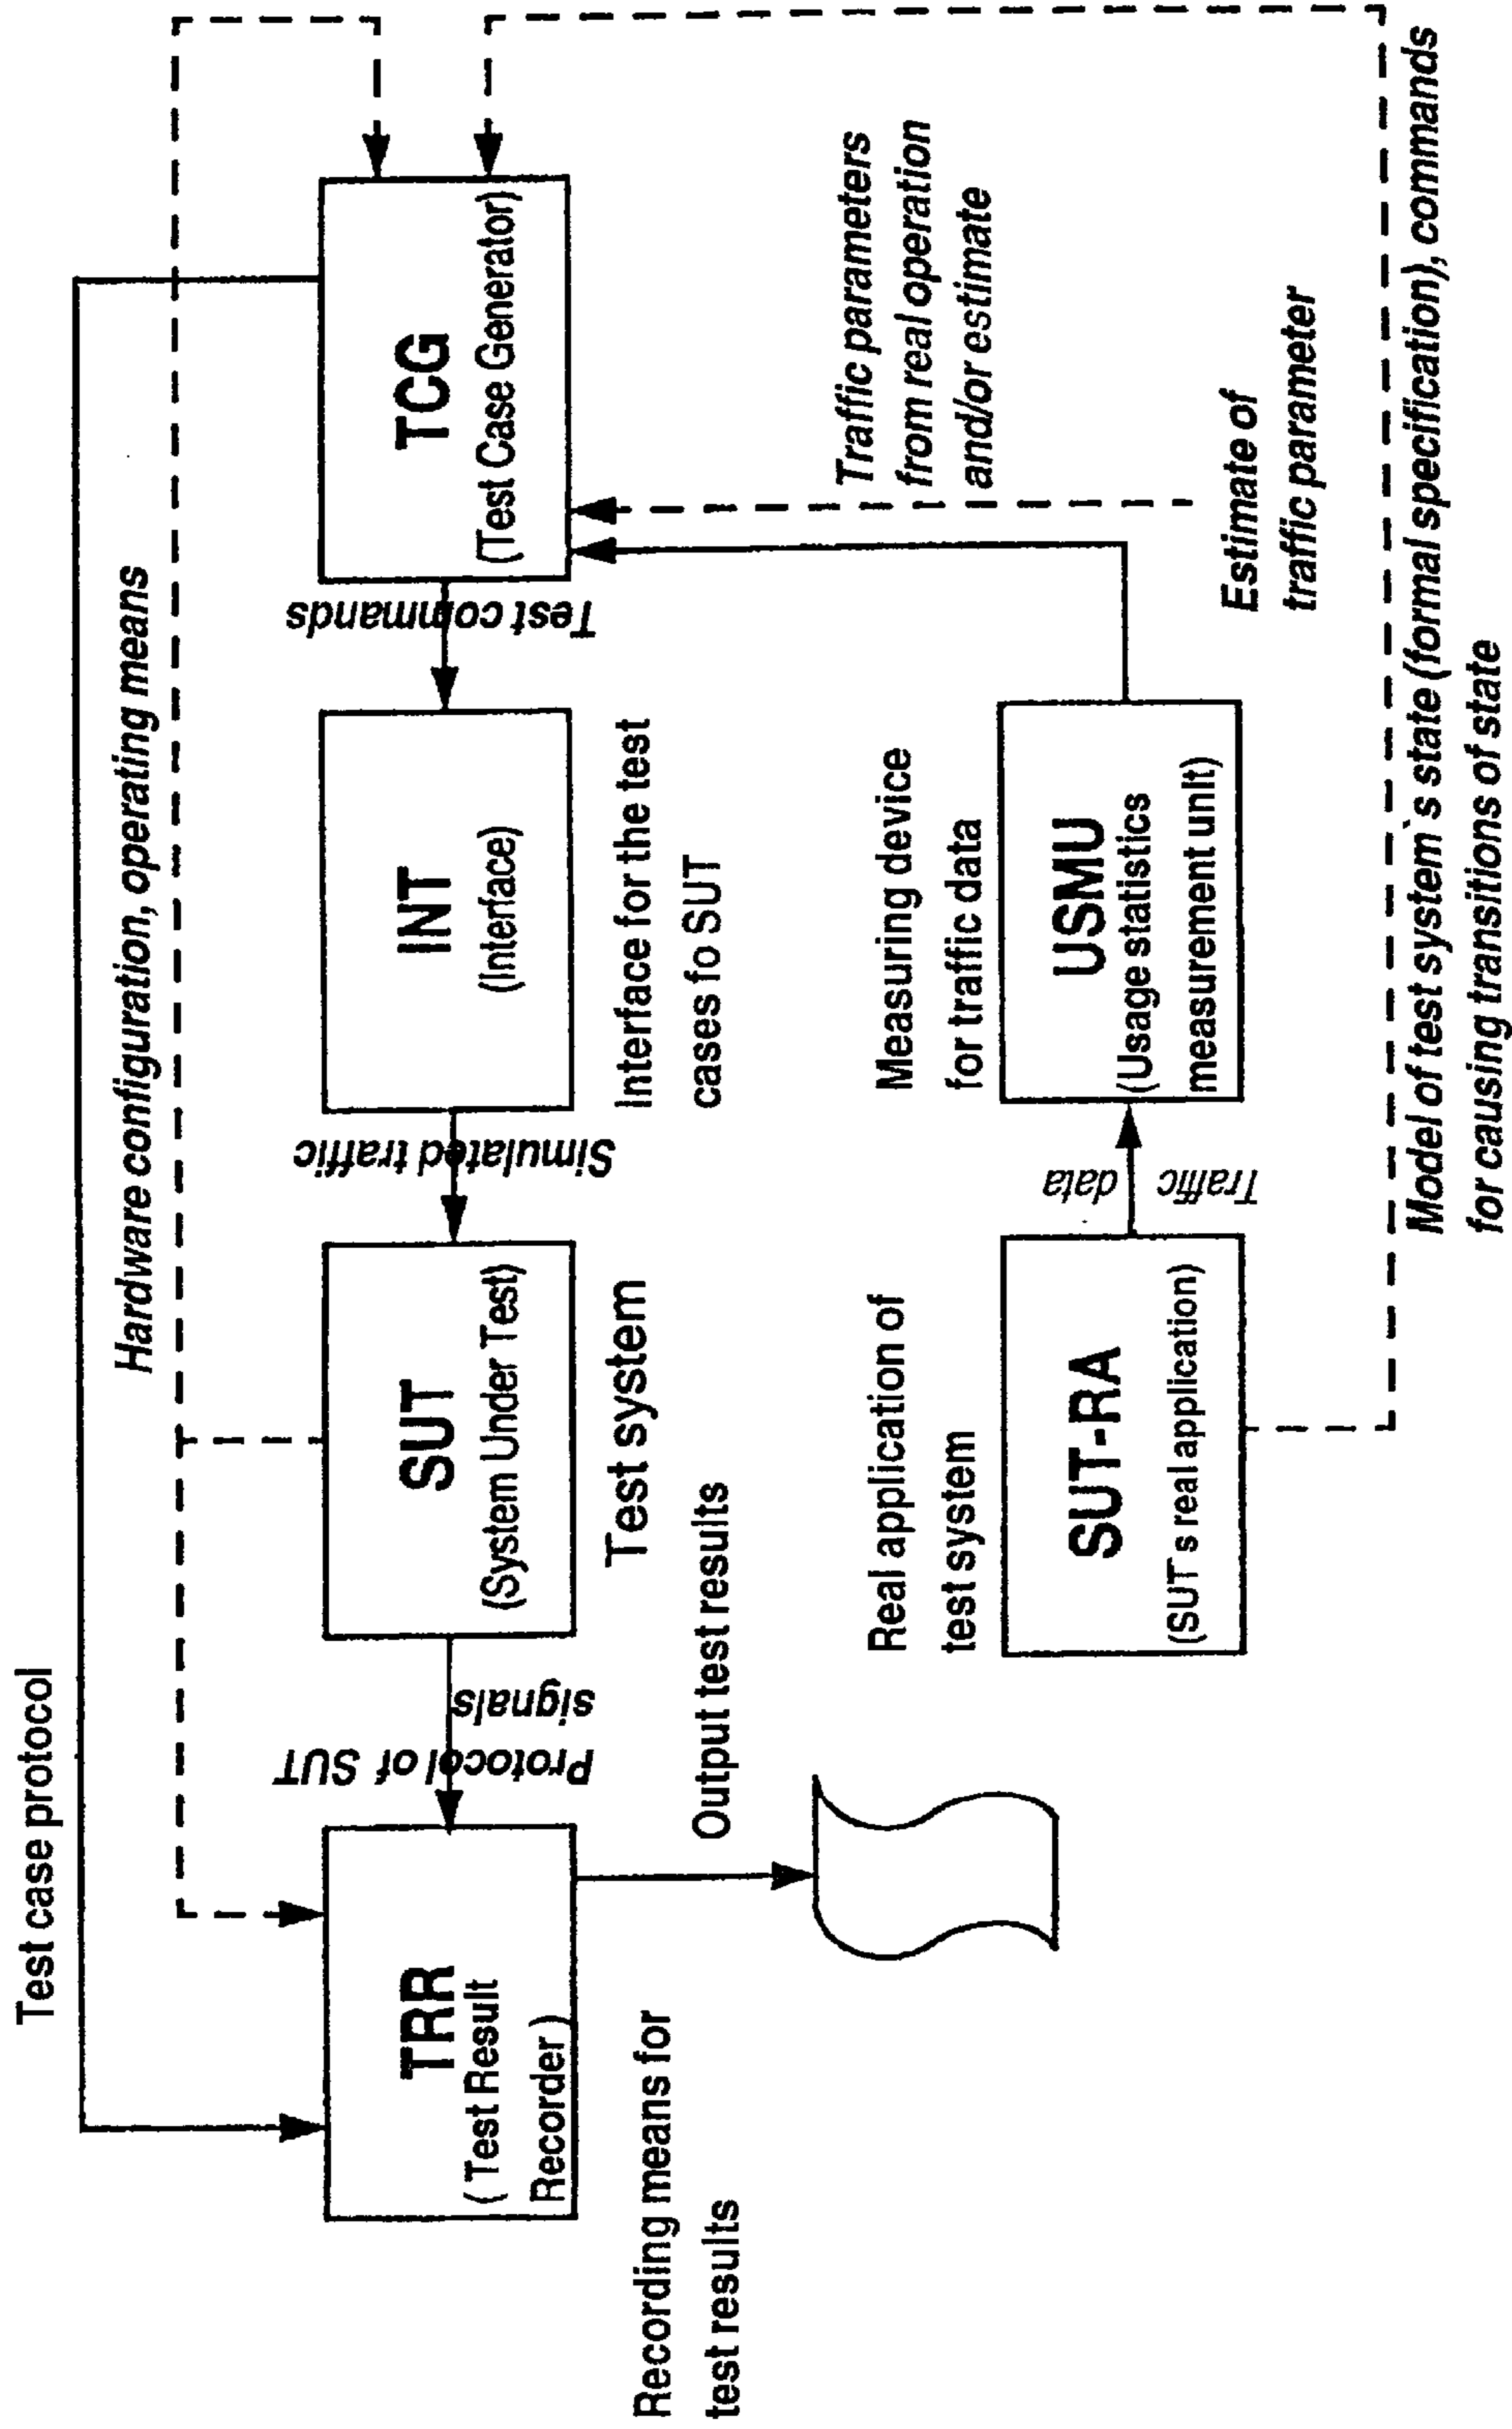 Test case protocol
Hardware configuration, operating means
TRR
( Test Result
Recorder)
Recording means for
test results
Protocol of SUT
signals
Output test results
SUT
(System Under Test)
Test system
Simulated traffic
INT
(Interface)
Interface for the test
cases fo SUT
Test commands
TCG
(Test Case Generator)
Traffic parameters
from real operation
and/or estimate
Real application of
test system
SUT-RA
(SUT s real application)
Traffic
data
Measuring device
for traffic data
USMU
(Usage statistics
measurement unit)
Estimate of
traffic parameter
Model of test system`s state (formal specification), commands
for causing transitions of state